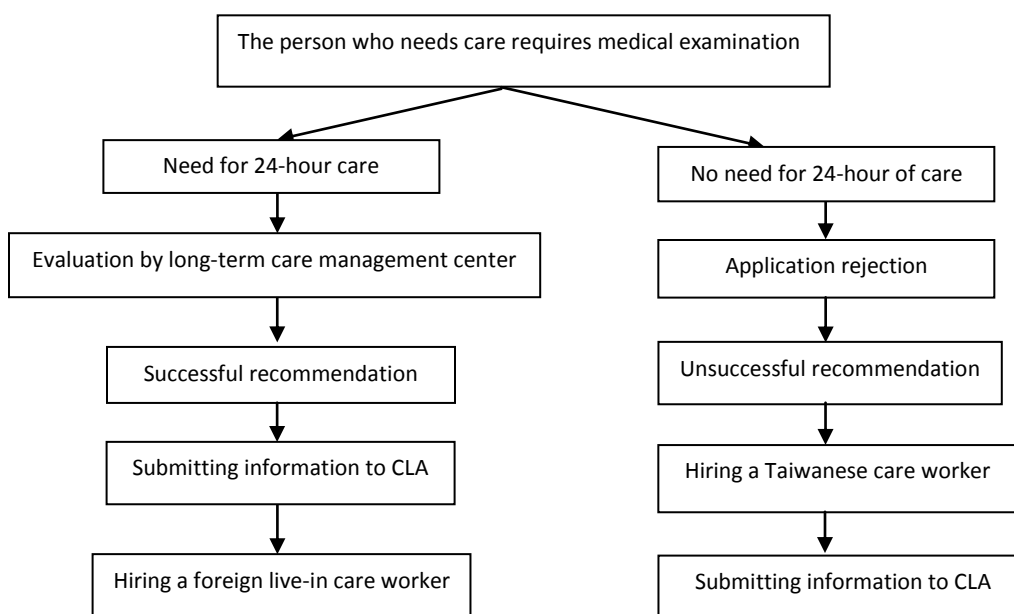 The person who needs care requires medical examination
Need for 24-hour care
No need for 24-hour of care
Evaluation by long-term care management center
Application rejection
Successful recommendation
Unsuccessful recommendation
Submitting information to CLA
Hiring a Taiwanese care worker
Hiring a foreign live-in care worker
Submitting information to CLA